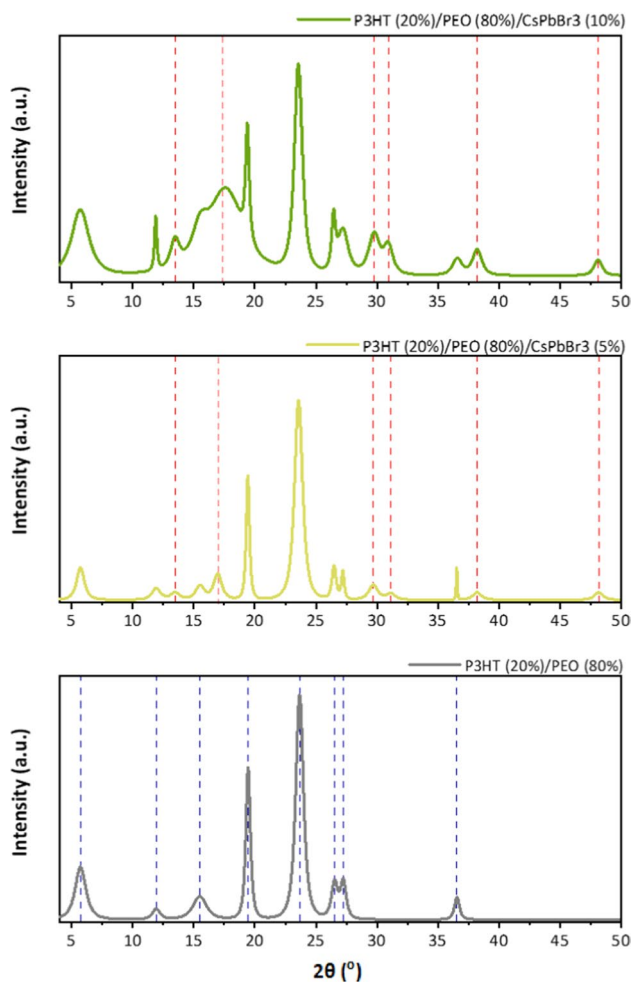 P3HT (20%)/PEO (80%)/CsPbBr3 (10%)
Intensity (a.u.)
5 10 15 20 25 30 35 40 45 50
P3HT (20%)/PEO (80%)/CsPbBr3 (5%)
Intensity (a.u.)
5 10 15 20 25 30 35 40 45 50
P3HT (20%)/PEO (80%)
Intensity (a.u.)
5 10 15 20 25 30 35 40 45 50
2θ (°)